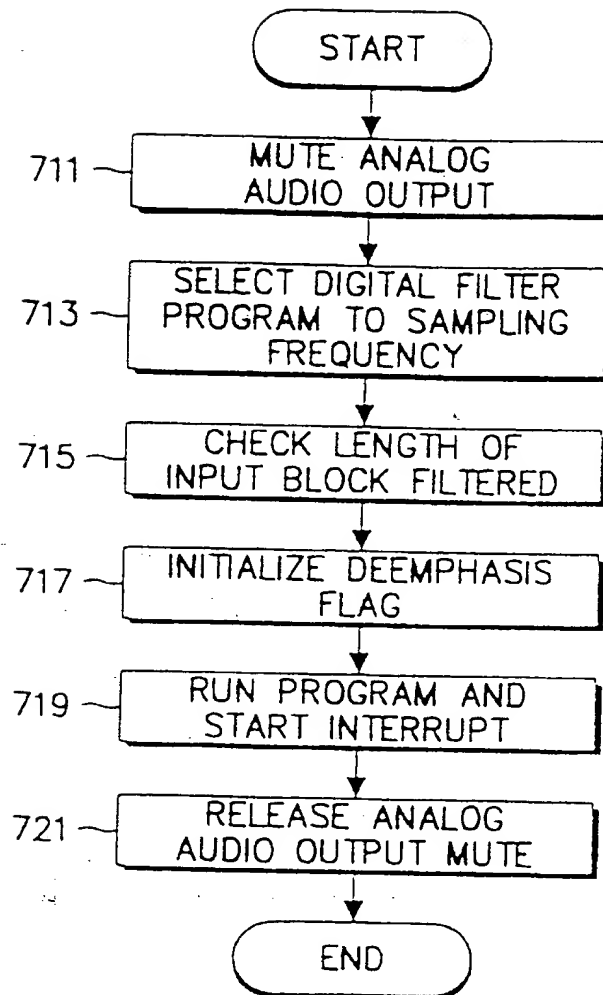 START
711
MUTE ANALOG
AUDIO OUTPUT
713
SELECT DIGITAL FILTER
PROGRAM TO SAMPLING
FREQUENCY
715
CHECK LENGTH OF
INPUT BLOCK FILTERED
717
INITIALIZE DEEMPHASIS
FLAG
719
RUN PROGRAM AND
START INTERRUPT
721
RELEASE ANALOG
AUDIO OUTPUT MUTE
END